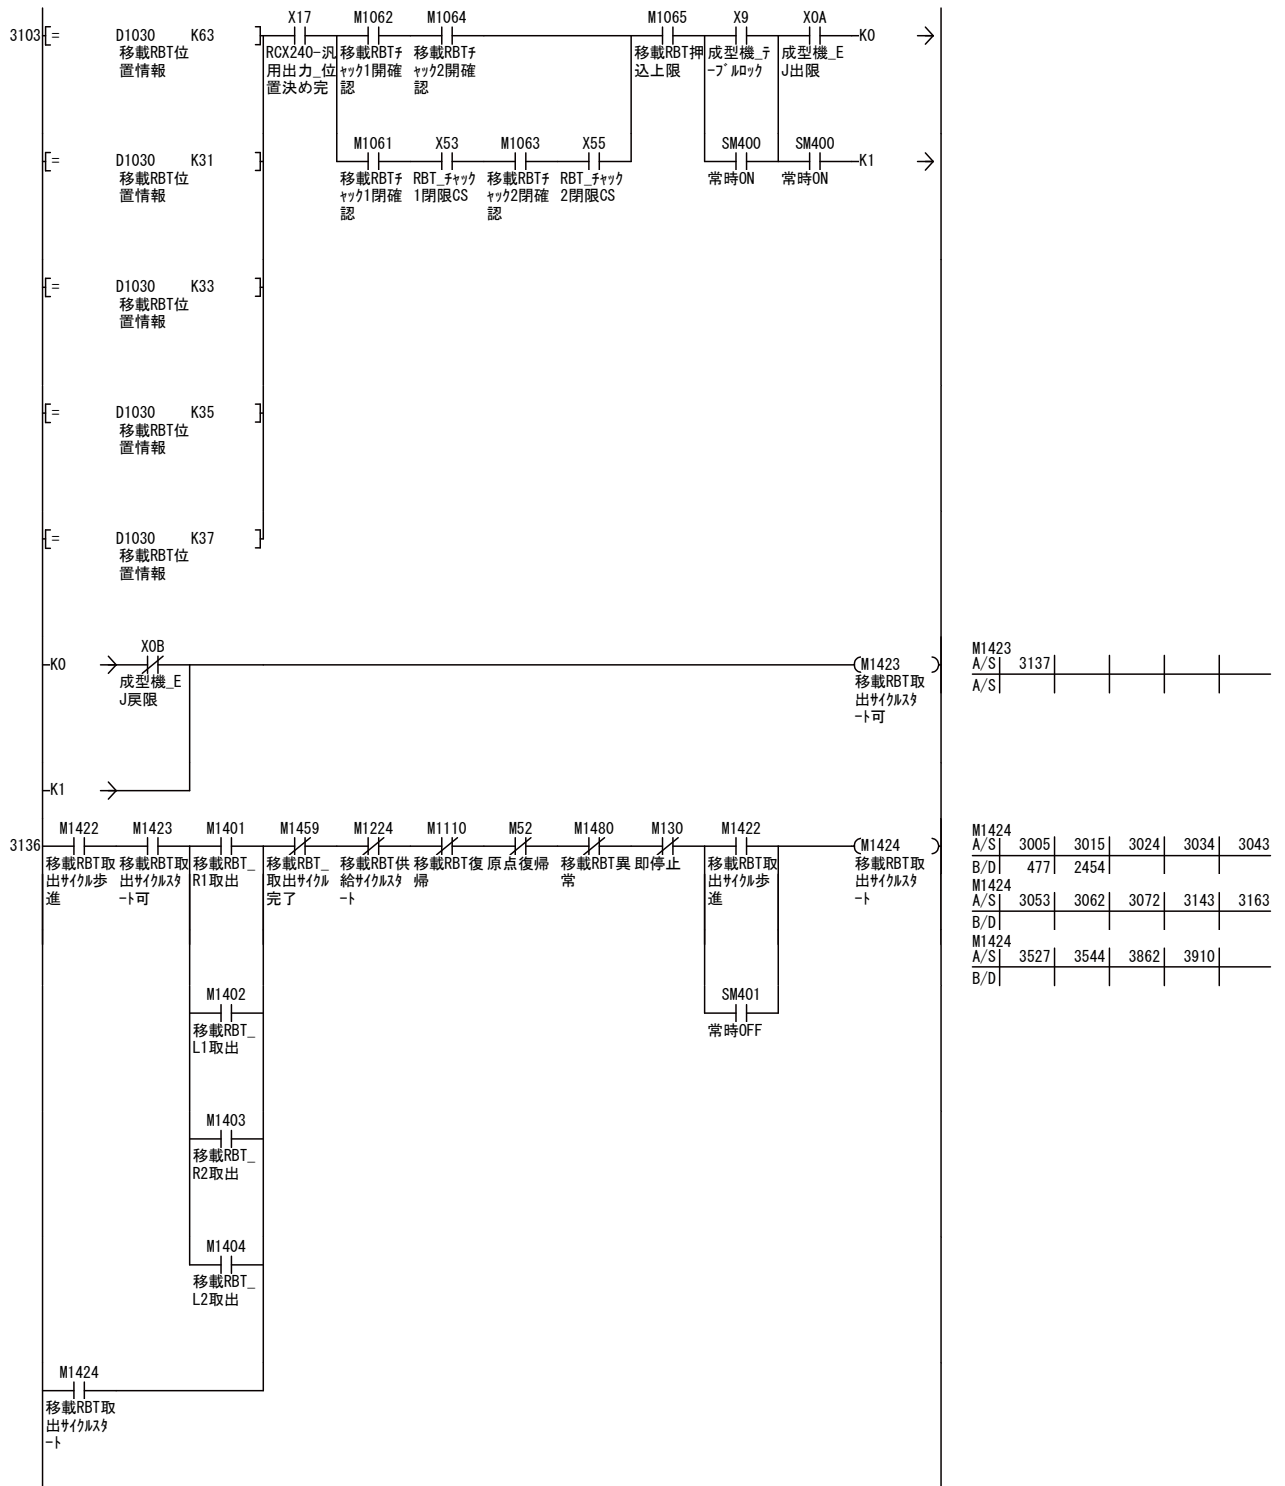 X17 M1062 M1064 M1065 X9 X0A
3103 [= D1030 K63 ] K0
移載RBT位
置情報
RCX240-汎
用出力_位
置決め完
移載RBTチ
ャック1開確
認
移載RBTチ
ャック2開確
認
移載RBT押
込上限
成型機_テ
ーブルロック
成型機_E
J出限
M1061 X53 M1063 X55 SM400 SM400
[= D1030 K31 ] K1
移載RBT位
置情報
移載RBTチ
ャック1閉確
認
RBT_チャック
1閉限CS
移載RBTチ
ャック2閉確
認
RBT_チャック
2閉限CS
常時ON
常時ON
[= D1030 K33 ]
移載RBT位
置情報
[= D1030 K35 ]
移載RBT位
置情報
[= D1030 K37 ]
移載RBT位
置情報
X0B
K0
成型機_E
J戻限
(M1423 )
移載RBT取
出サイクルスタ
ート可
M1423
A/S 3137
A/S
K1
M1422 M1423 M1401 M1459 M1224 M1110 M52 M1480 M130 M1422
3136
移載RBT取
出サイクル歩
進
移載RBT取
出サイクルスタ
ート可
移載RBT_
R1取出
移載RBT_
取出サイクル
完了
移載RBT供
給サイクルスタ
ート
移載RBT復
帰
原点復帰
移載RBT異
常
即停止
移載RBT取
出サイクル歩
進
(M1424 )
移載RBT取
出サイクルスタ
ート
M1424
A/S 3005 3015 3024 3034 3043
B/D 477 2454
M1424
A/S 3053 3062 3072 3143 3163
B/D
M1424
A/S 3527 3544 3862 3910
B/D
M1402
移載RBT_
L1取出
SM401
常時OFF
M1403
移載RBT_
R2取出
M1404
移載RBT_
L2取出
M1424
移載RBT取
出サイクルスタ
ート